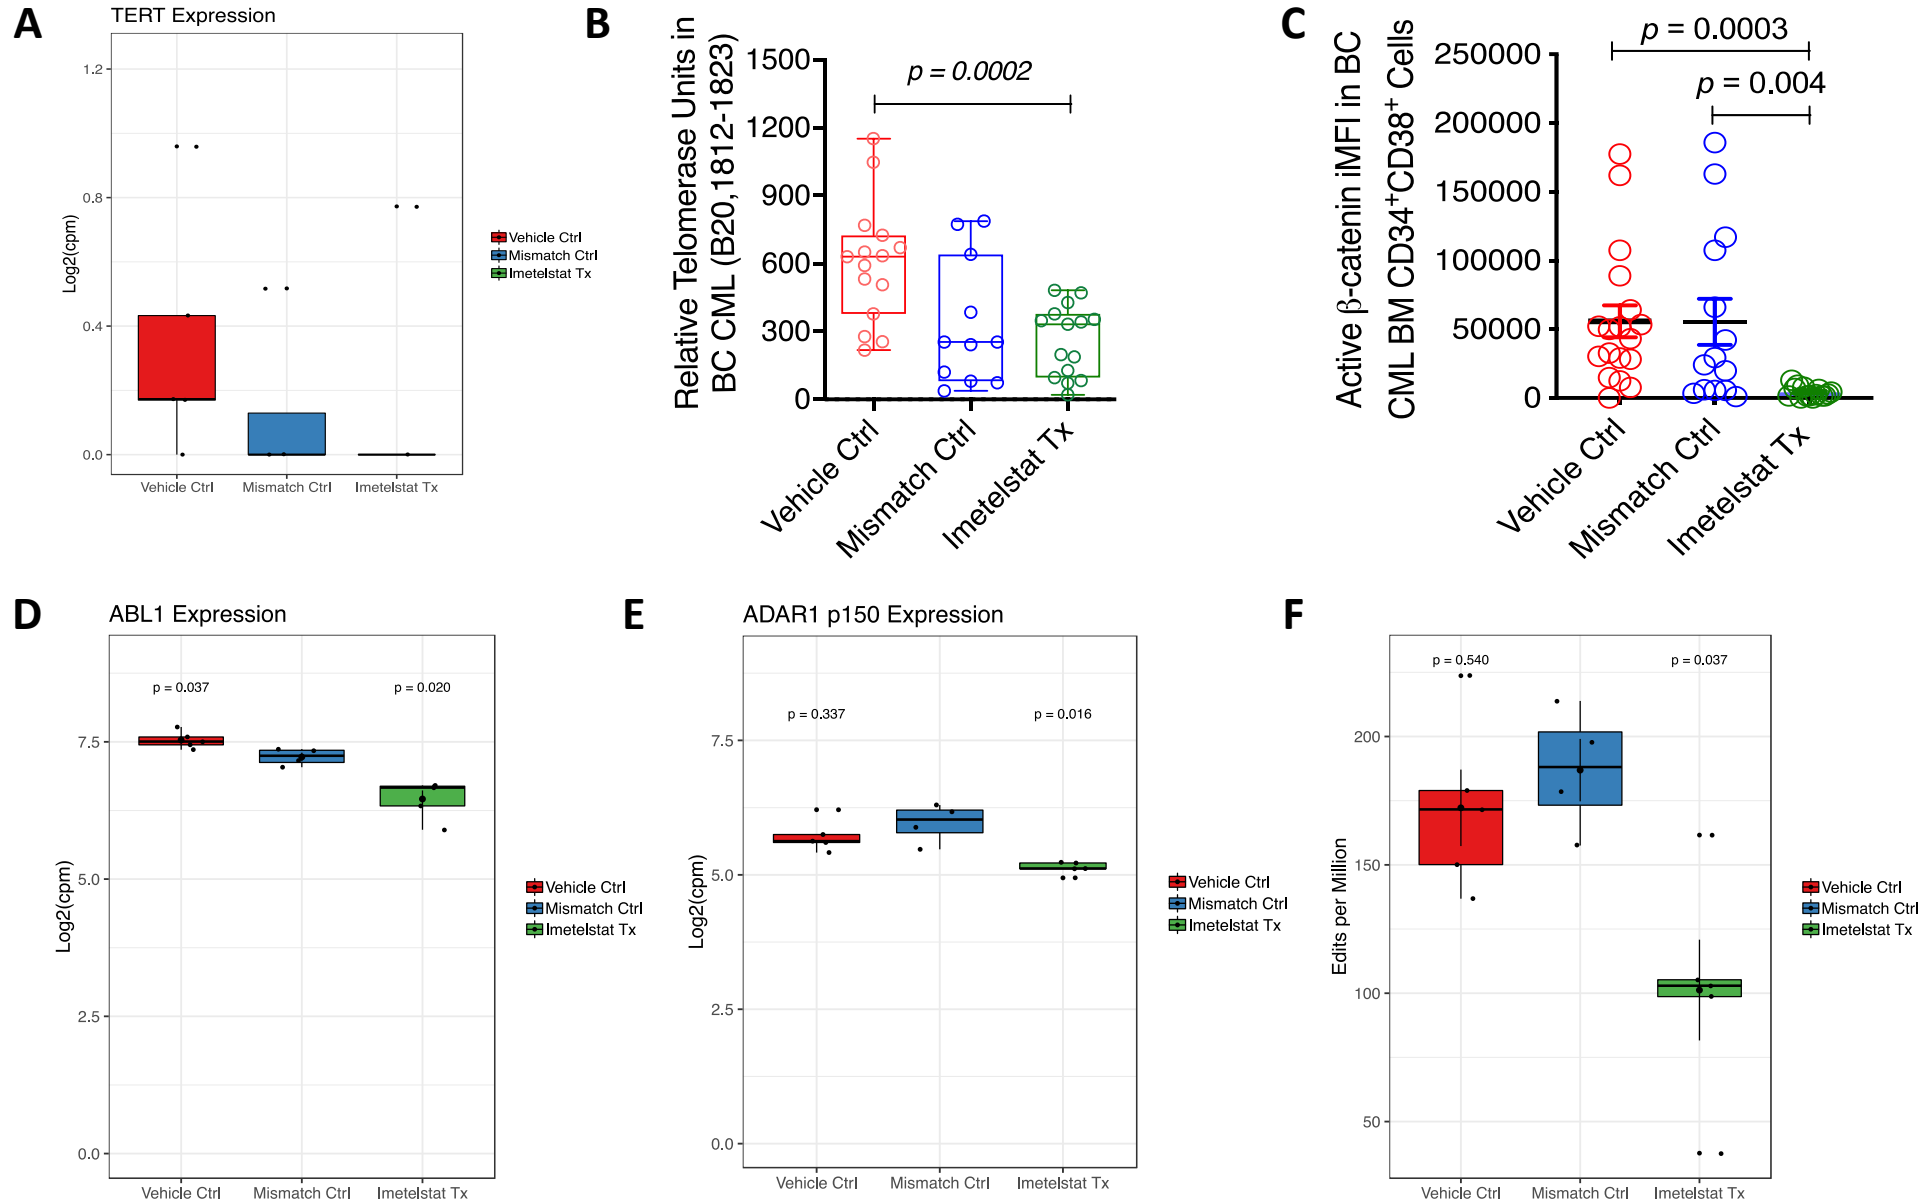 A
TERT Expression
1.2
0.8
0.4
0.0
Log2(cpm)
Vehicle Ctrl
Mismatch Ctrl
Imetelstat Tx
Vehicle Ctrl
Mismatch Ctrl
Imetelstat Tx
B
Relative Telomerase Units in
BC CML (B20,1812-1823)
1500
1200
900
600
300
0
p = 0.0002
Vehicle Ctrl
Mismatch Ctrl
Imetelstat Tx
C
Active β-catenin iMFI in BC
CML BM CD34⁺CD38⁺ Cells
250000
200000
150000
100000
50000
0
p = 0.0003
p = 0.004
Vehicle Ctrl
Mismatch Ctrl
Imetelstat Tx
D
ABL1 Expression
p = 0.037
p = 0.020
7.5
5.0
2.5
0.0
Log2(cpm)
Vehicle Ctrl
Mismatch Ctrl
Imetelstat Tx
Vehicle Ctrl
Mismatch Ctrl
Imetelstat Tx
E
ADAR1 p150 Expression
p = 0.337
p = 0.016
7.5
5.0
2.5
0.0
Log2(cpm)
Vehicle Ctrl
Mismatch Ctrl
Imetelstat Tx
Vehicle Ctrl
Mismatch Ctrl
Imetelstat Tx
F
p = 0.540
p = 0.037
200
150
100
50
Edits per Million
Vehicle Ctrl
Mismatch Ctrl
Imetelstat Tx
Vehicle Ctrl
Mismatch Ctrl
Imetelstat Tx